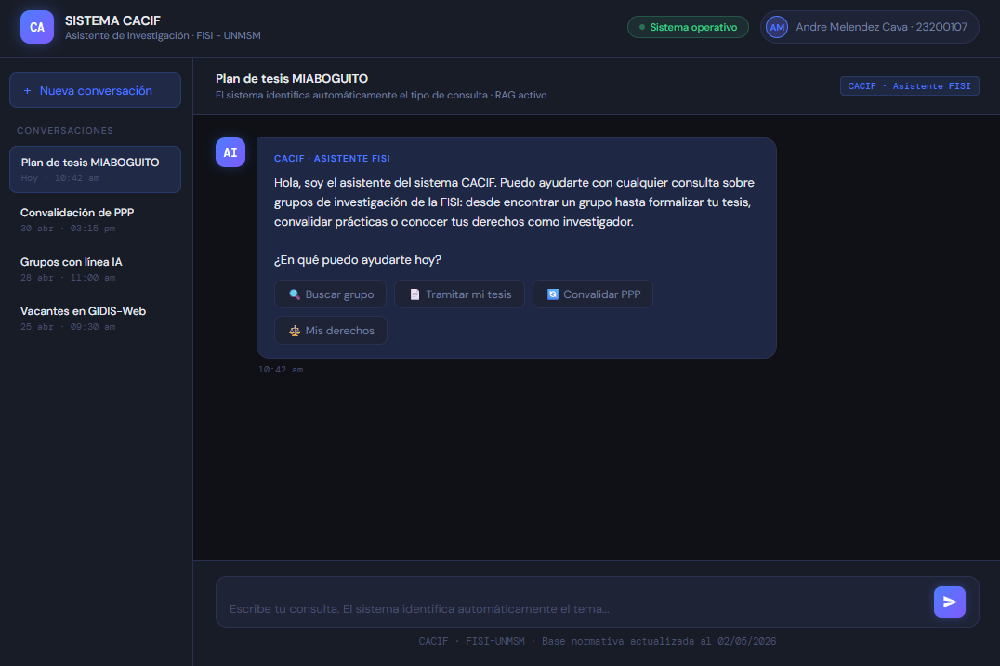 CA
SISTEMA CACIF
Asistente de Investigación · FISI – UNMSM
Sistema operativo
AM
Andre Melendez Cava · 23200107
+ Nueva conversación
CONVERSACIONES
Plan de tesis MIABOGUITO
Hoy · 10:42 am
Convalidación de PPP
30 abr · 03:15 pm
Grupos con línea IA
28 abr · 11:00 am
Vacantes en GIDIS-Web
25 abr · 09:30 am
Plan de tesis MIABOGUITO
El sistema identifica automáticamente el tipo de consulta · RAG activo
CACIF · Asistente FISI
AI
CACIF · ASISTENTE FISI
Hola, soy el asistente del sistema CACIF. Puedo ayudarte con cualquier consulta sobre
grupos de investigación de la FISI: desde encontrar un grupo hasta formalizar tu tesis,
convalidar prácticas o conocer tus derechos como investigador.
¿En qué puedo ayudarte hoy?
Buscar grupo
Tramitar mi tesis
Convalidar PPP
Mis derechos
10:42 am
Escribe tu consulta. El sistema identifica automáticamente el tema...
CACIF · FISI-UNMSM · Base normativa actualizada al 02/05/2026